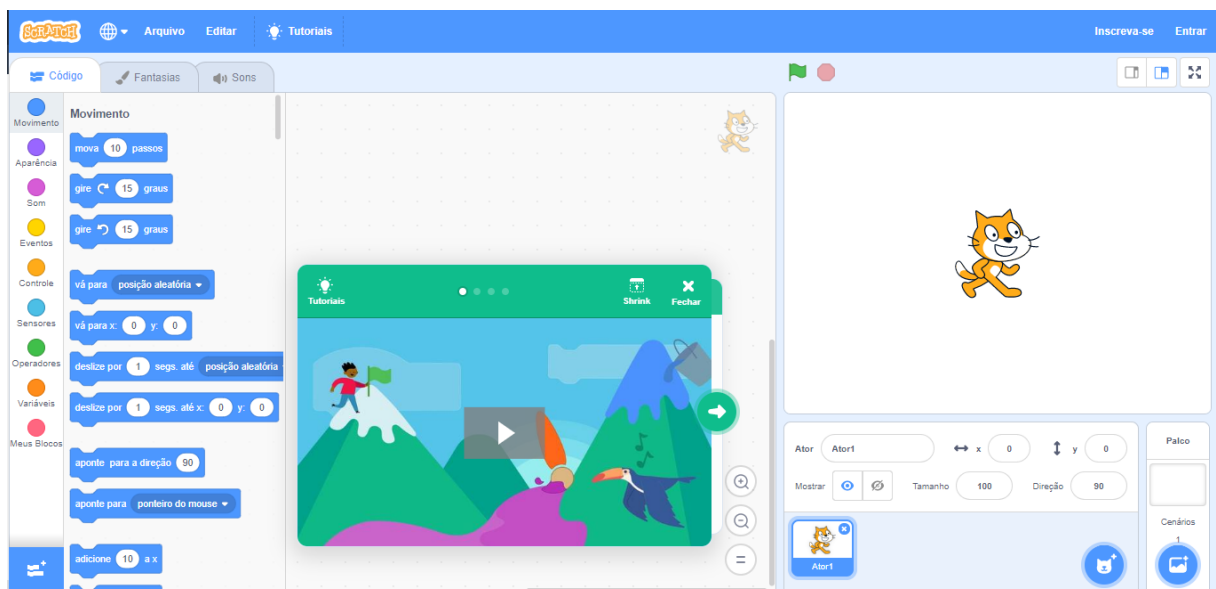 SCRATCH Arquivo Editar Tutoriais Inscreva-se Entrar
Código Fantasias Sons
Movimento
Aparência
Som
Eventos
Controle
Sensores
Operadores
Variáveis
Meus Blocos
Movimento
mova 10 passos
gire 15 graus
gire 15 graus
vá para posição aleatória
vá para x: 0 y: 0
deslize por 1 segs. até posição aleatória
deslize por 1 segs. até x: 0 y: 0
aponte para a direção 90
aponte para ponteiro do mouse
adicione 10 a x
Tutoriais Shrink Fechar
Ator Ator1 x 0 y 0
Mostrar Tamanho 100 Direção 90
Ator1
Palco
Cenários
1